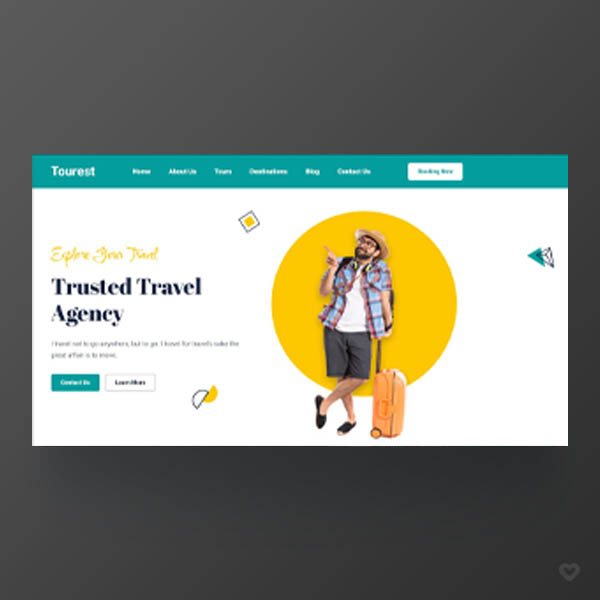 Tourest
Home About Us Tours Destinations Blog Contact Us Booking Now
Explore Your Travel
Trusted Travel
Agency
I travel not to go anywhere, but to go. I travel for travel's sake the
great affair is to move.
Contact Us Learn More